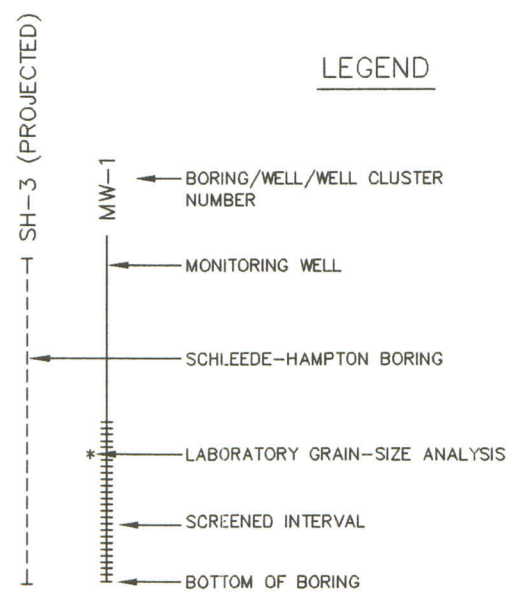 LEGEND
SH-3 (PROJECTED)
MW-1
BORING/WELL/WELL CLUSTER
NUMBER
MONITORING WELL
SCHLEEDE-HAMPTON BORING
*
LABORATORY GRAIN-SIZE ANALYSIS
SCREENED INTERVAL
BOTTOM OF BORING